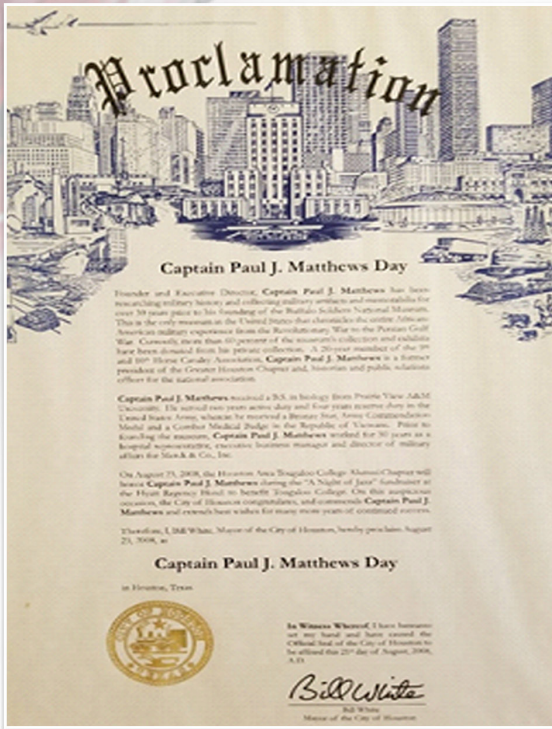 Proclamation
Captain Paul J. Matthews Day
Founder and Executive Director, Captain Paul J. Matthews has been
researching military history and collecting military artifacts and memorabilia for
over 30 years prior to his founding of the Buffalo Soldiers National Museum.
This is the only museum in the United States that chronicles the entire African-
American military experience from the Revolutionary War to the Persian Gulf
War. Currently, more than 60 percent of the museum's collection and exhibits
have been donated from his private collection. A 20-year member of the 9th
and 10th Horse Cavalry Association, Captain Paul J. Matthews is a former
president of the Greater Houston Chapter and, historian and public relations
officer for the national association.
Captain Paul J. Matthews received a B.S. in biology from Prairie View A&M
University. He served two years active duty and four years reserve duty in the
United States Army, wherein he received a Bronze Star, Army Commendation
Medal and a Combat Medical Badge in the Republic of Vietnam. Prior to
founding the museum, Captain Paul J. Matthews worked for 30 years as a
hospital representative, executive business manager and director of military
affairs for Merck & Co., Inc.
On August 23, 2008, the Houston Area Tougaloo College Alumni Chapter will
honor Captain Paul J. Matthews during the "A Night of Jazz" fundraiser at
the Hyatt Regency Hotel to benefit Tougaloo College. On this auspicious
occasion, the City of Houston congratulates, and commends Captain Paul J.
Matthews and extends best wishes for many more years of continued success.
Therefore, I, Bill White, Mayor of the City of Houston, hereby proclaim August
23, 2008, as
Captain Paul J. Matthews Day
in Houston, Texas
CITY OF HOUSTON
TEXAS
In Witness Whereof, I have hereunto
set my hand and have caused the
Official Seal of the City of Houston to
be affixed this 21st day of August, 2008,
A.D.
Bill White
Bill White
Mayor of the City of Houston